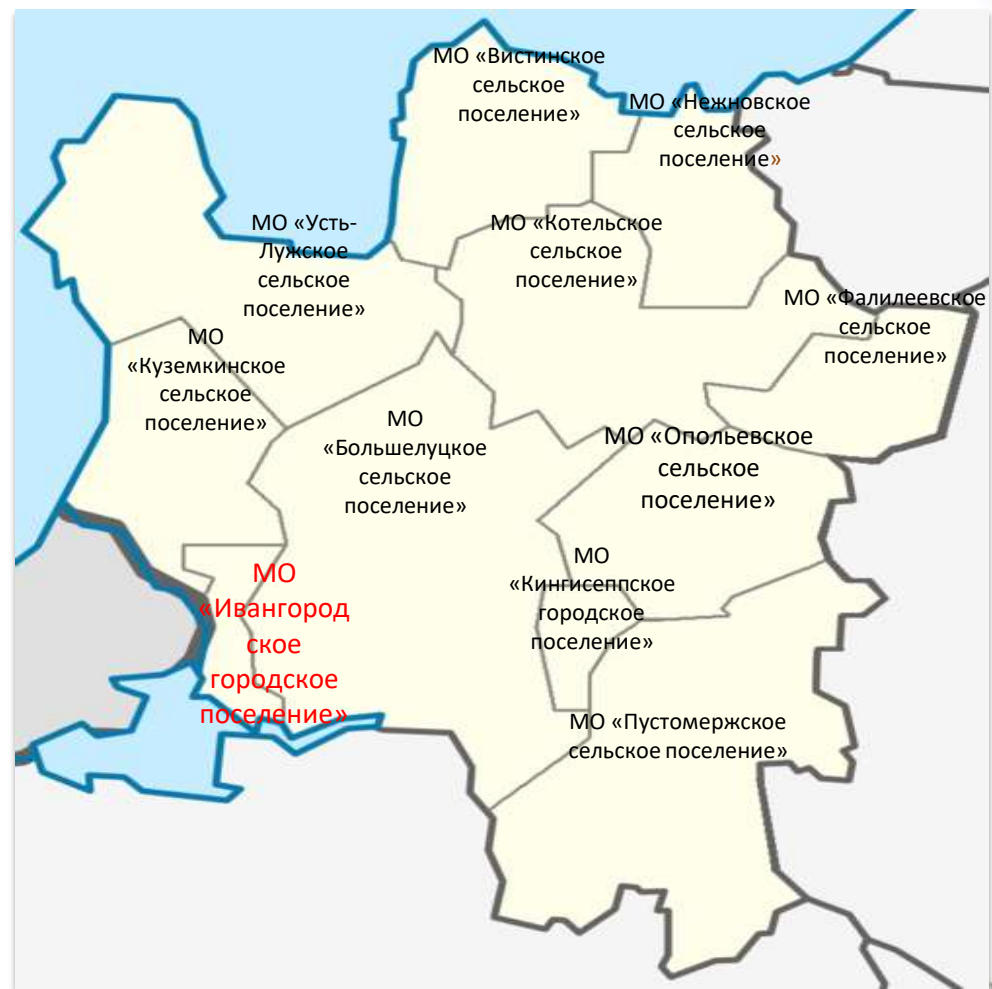 МО «Вистинское
сельское
поселение»
МО «Нежновское
сельское
поселение»
МО «Усть-
Лужское
сельское
поселение»
МО «Котельское
сельское
поселение»
МО «Фалилеевское
сельское
поселение»
МО
«Куземкинское
сельское
поселение»
МО
«Большелуцкое
сельское
поселение»
МО «Опольевское
сельское
поселение»
МО
«Кингисеппское
городское
поселение»
МО
«Ивангород
ское
городское
поселение»
МО «Пустомержское
сельское поселение»